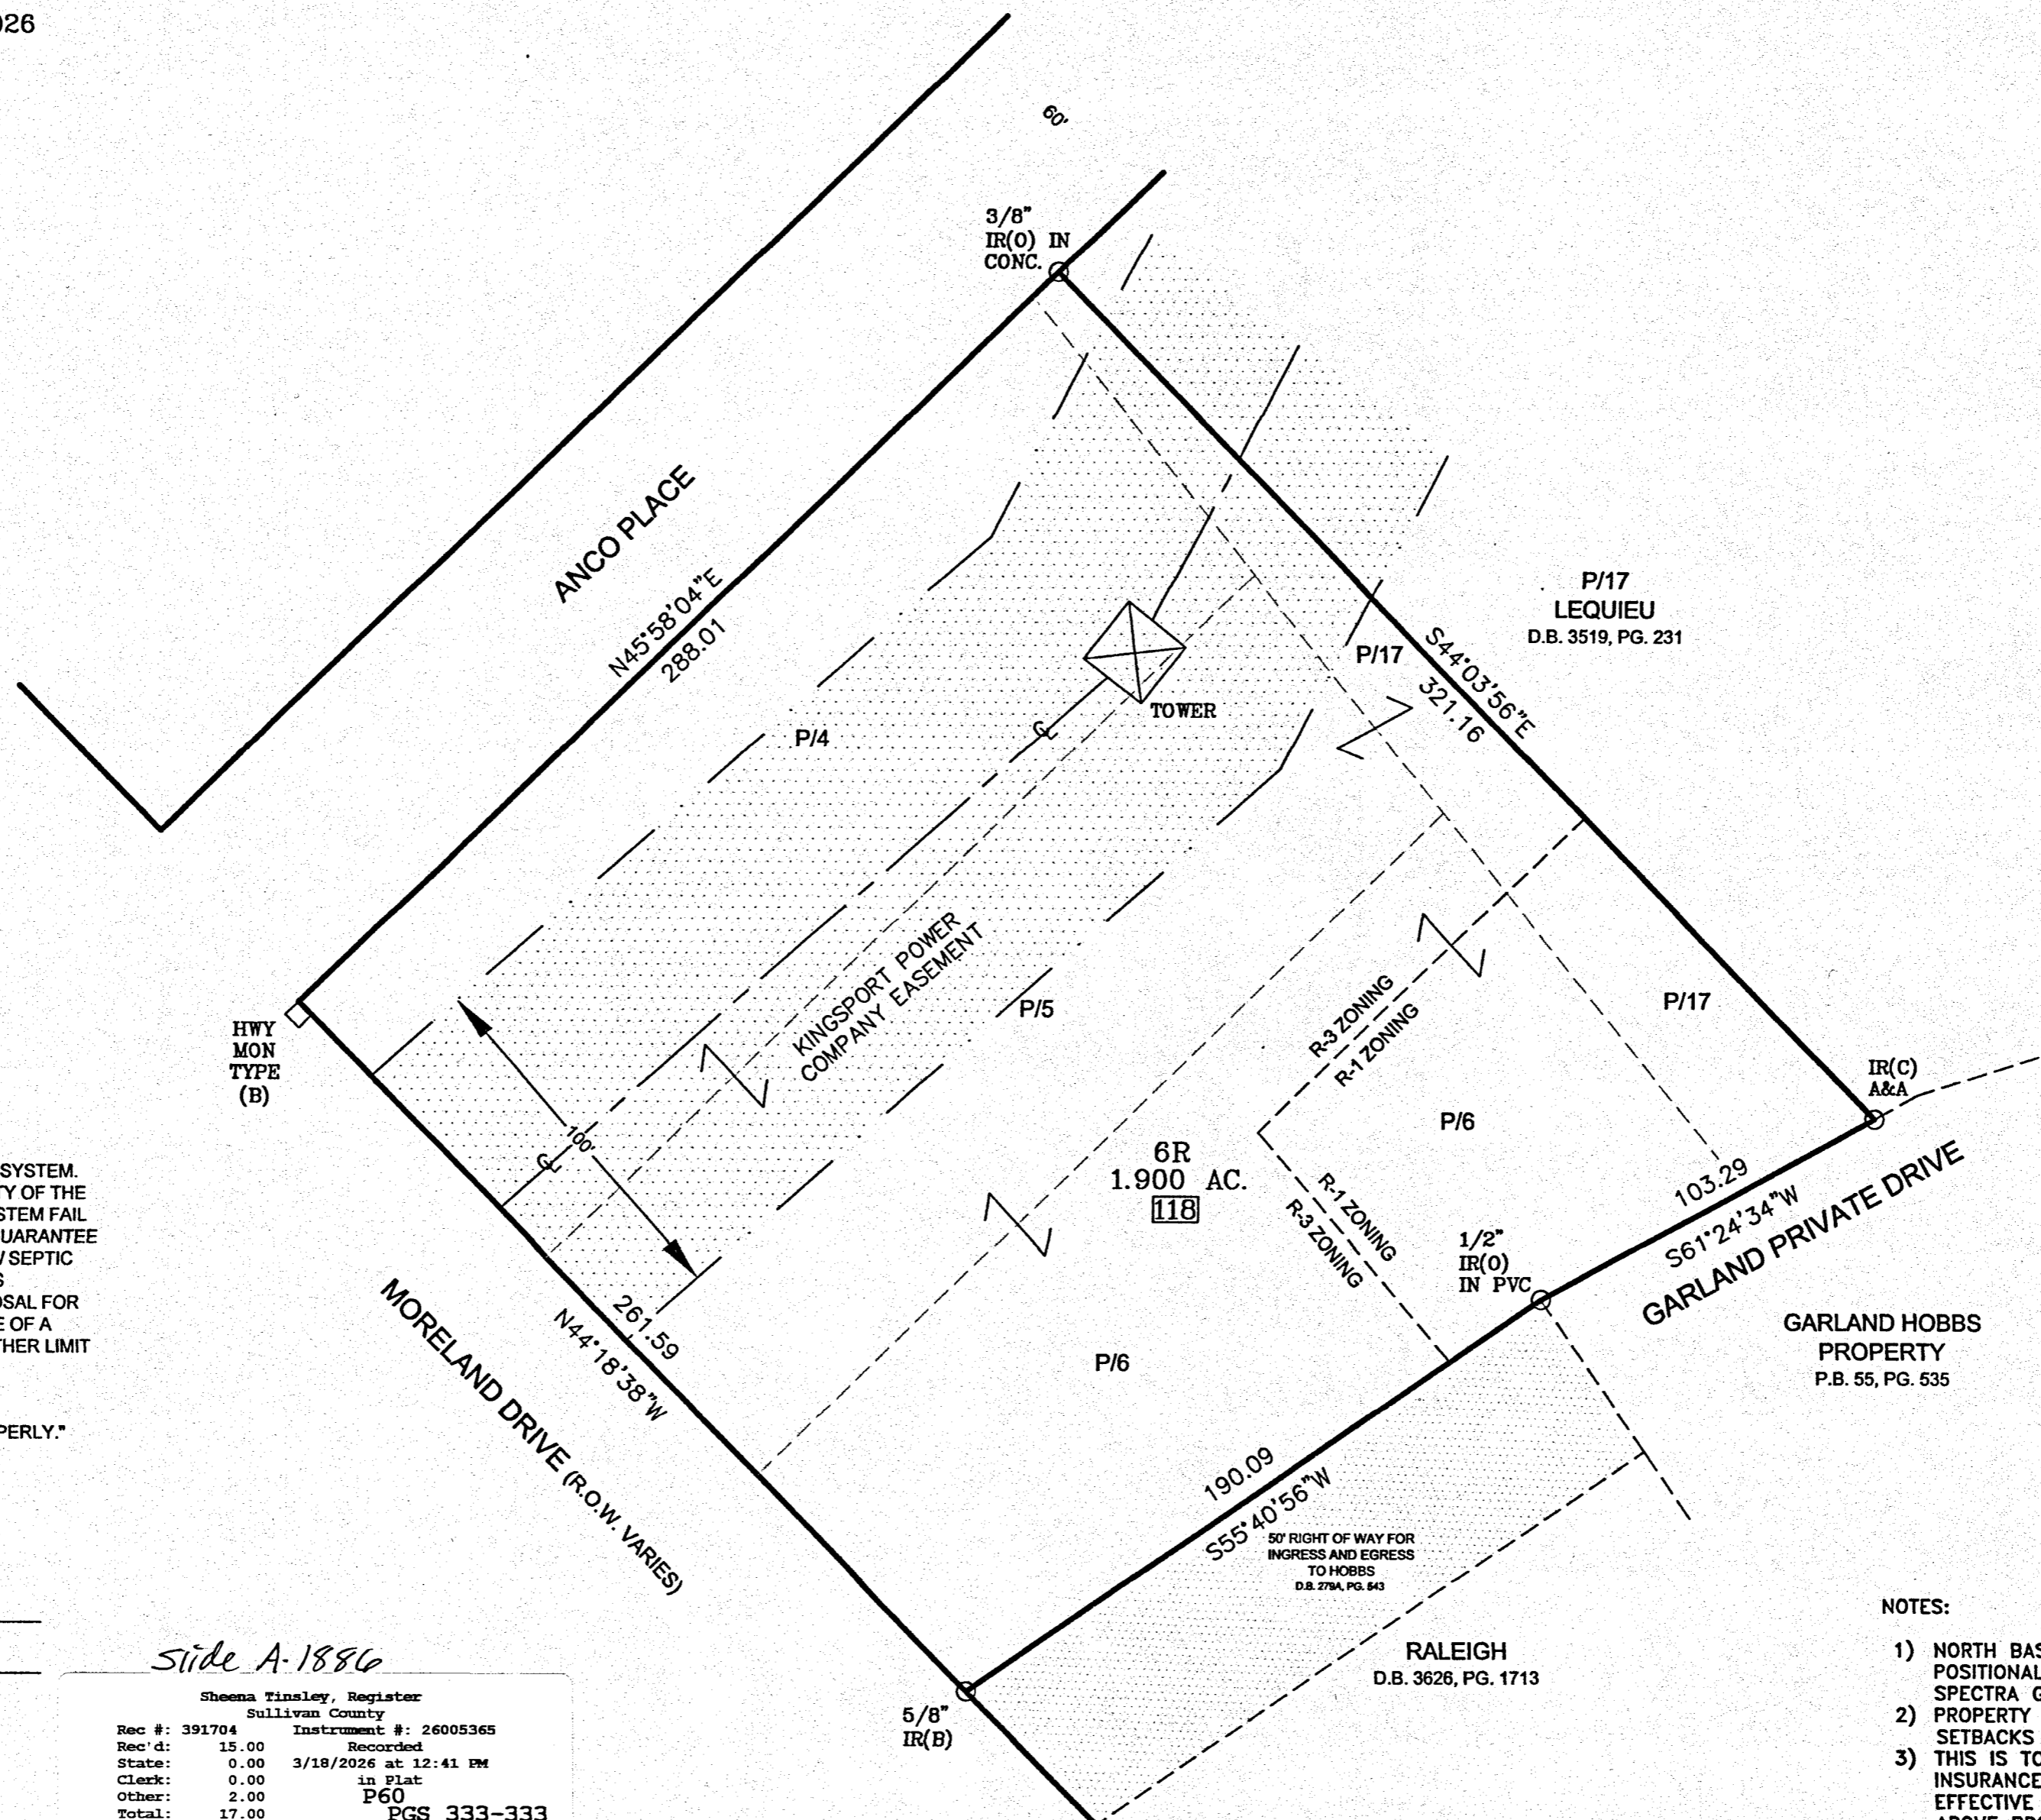 026
60'
3/8"
IR(O) IN
CONC.
ANCO PLACE
N45°58'04"E
288.01
P/17
LEQUIEU
D.B. 3519, PG. 231
P/17
S44°03'56"E
321.16
TOWER
℄
P/4
KINGSPORT POWER
COMPANY EASEMENT
P/5
R-3 ZONING
R-1 ZONING
P/17
HWY
MON
TYPE
(B)
IR(C)
A&A
P/6
100'
℄
6R
1.900 AC.
118
R-1 ZONING
R-3 ZONING
103.29
S61°24'34"W
GARLAND PRIVATE DRIVE
1/2"
IR(O)
IN PVC
GARLAND HOBBS
PROPERTY
P.B. 55, PG. 535
SYSTEM.
TY OF THE
STEM FAIL
UARANTEE
W SEPTIC
S
OSAL FOR
E OF A
THER LIMIT
PERLY."
261.59
N44°18'38"W
MORELAND DRIVE (R.O.W. VARIES)
P/6
190.09
S55°40'56"W
50' RIGHT OF WAY FOR
INGRESS AND EGRESS
TO HOBBS
D.B. 279A, PG. 543
RALEIGH
D.B. 3626, PG. 1713
5/8"
IR(B)
Slide A-1886
Sheena Tinsley, Register
Sullivan County
Rec #: 391704 Instrument #: 26005365
Rec'd: 15.00 Recorded
State: 0.00 3/18/2026 at 12:41 PM
Clerk: 0.00 in Plat
Other: 2.00 P60
Total: 17.00 PGS 333-333
NOTES:
1) NORTH BAS
POSITIONAL
SPECTRA G
2) PROPERTY
SETBACKS
3) THIS IS TO
INSURANCE
EFFECTIVE